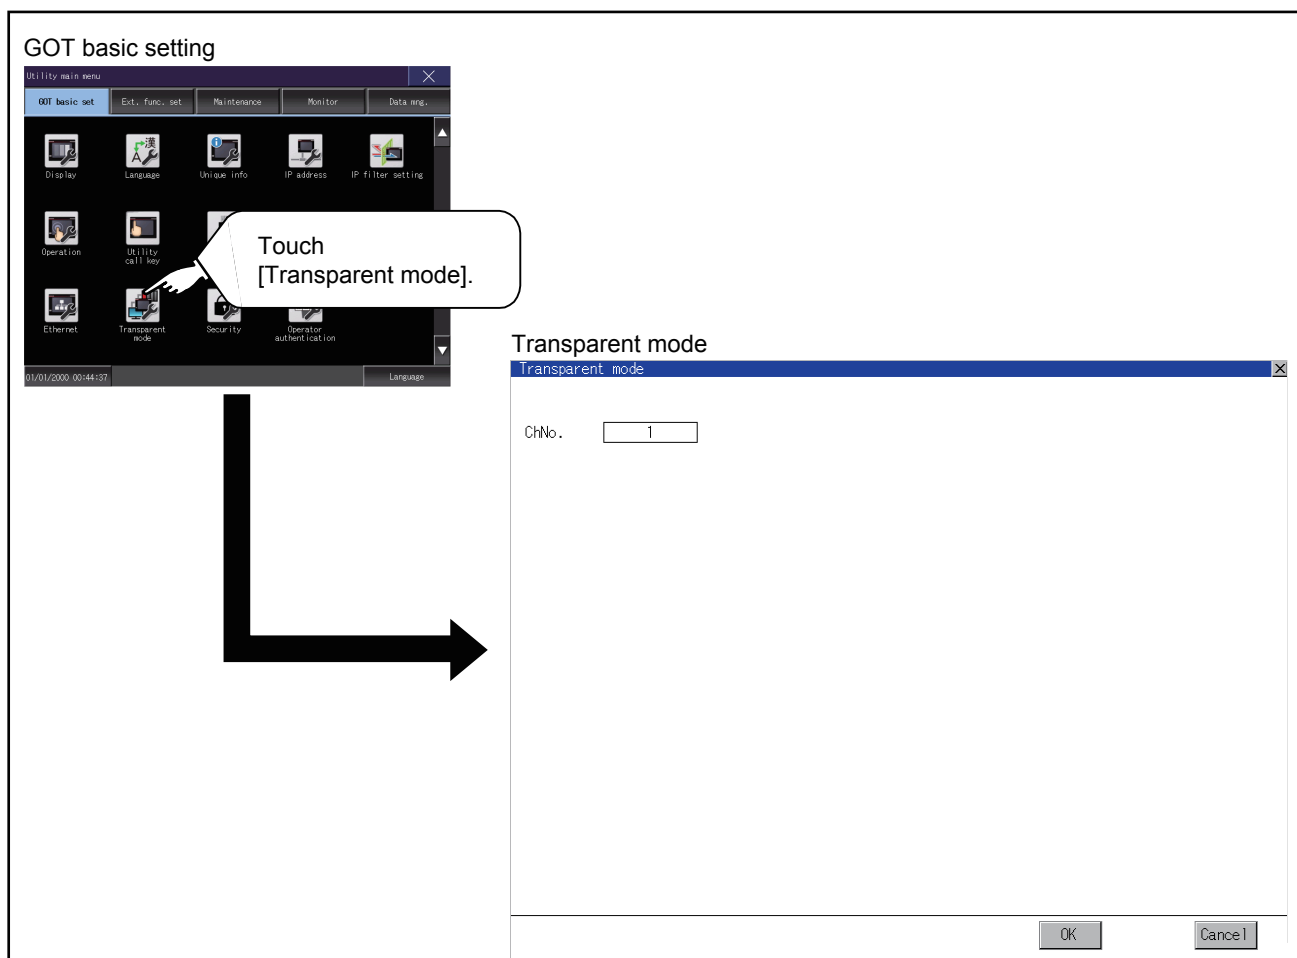 GOT basic setting
Utility main menu
GOT basic set Ext. func. set Maintenance Monitor Data mng.
Display Language Unique info IP address IP filter setting
Operation Utility
call key
Touch
[Transparent mode].
Ethernet Transparent
mode Security Operator
authentication
01/01/2000 00:44:37 Language
Transparent mode
Transparent mode
ChNo. 1
OK Cancel